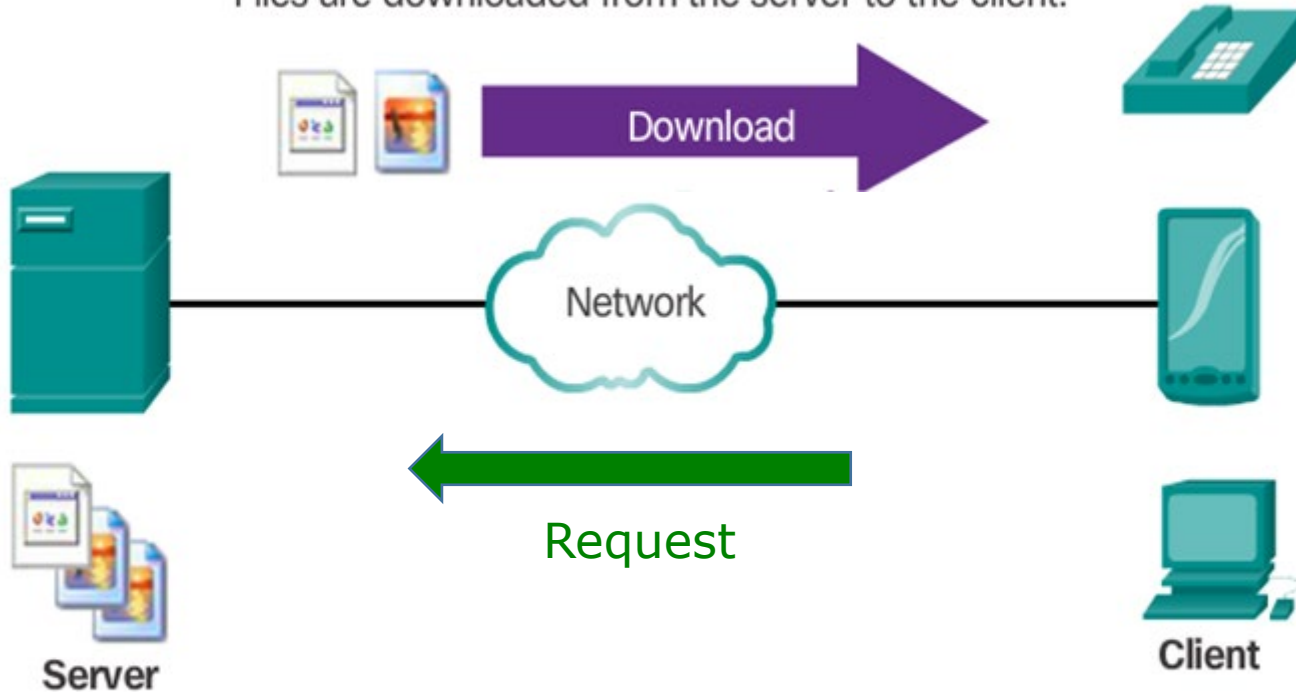 Files are downloaded from the server to the client.
Download
Network
Request
Server
Client